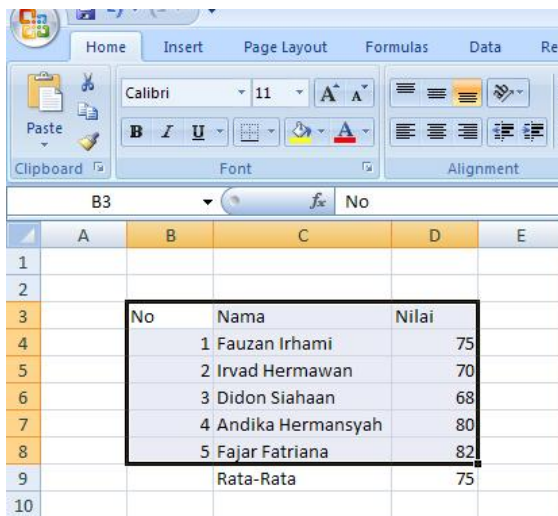 Home Insert Page Layout Formulas Data Re
Paste
Calibri 11 A A
B I U A
Clipboard Font Alignment
B3 fx No
A B C D E
1
2
3 No Nama Nilai
4 1 Fauzan Irhami 75
5 2 Irvad Hermawan 70
6 3 Didon Siahaan 68
7 4 Andika Hermansyah 80
8 5 Fajar Fatriana 82
9 Rata-Rata 75
10